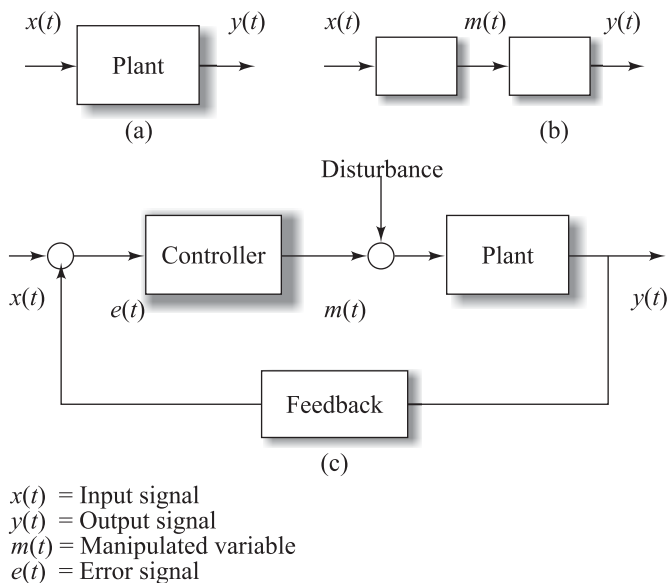 x(t) y(t) x(t) m(t) y(t)
Plant
(a) (b)
Disturbance
Controller Plant
x(t) e(t) m(t) y(t)
Feedback
(c)
x(t) = Input signal
y(t) = Output signal
m(t) = Manipulated variable
e(t) = Error signal